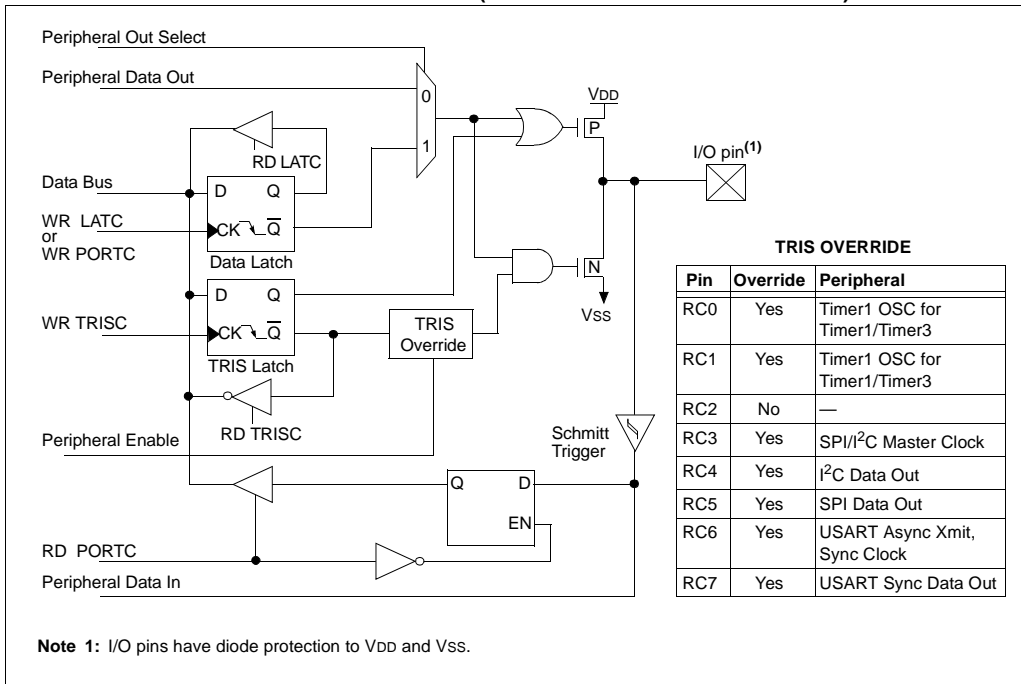 Peripheral Out Select
Peripheral Data Out
0
1
VDD
P
I/O pin(1)
RD LATC
Data Bus
D Q
WR LATC
or
WR PORTC
CK Q̅
Data Latch
N
VSS
D Q
WR TRISC
CK Q̅
TRIS Latch
TRIS
Override
RD TRISC
Peripheral Enable
Schmitt
Trigger
Q D
EN
RD PORTC
Peripheral Data In
TRIS OVERRIDE
Pin Override Peripheral
RC0 Yes Timer1 OSC for
Timer1/Timer3
RC1 Yes Timer1 OSC for
Timer1/Timer3
RC2 No —
RC3 Yes SPI/I²C Master Clock
RC4 Yes I²C Data Out
RC5 Yes SPI Data Out
RC6 Yes USART Async Xmit,
Sync Clock
RC7 Yes USART Sync Data Out
Note 1: I/O pins have diode protection to VDD and VSS.